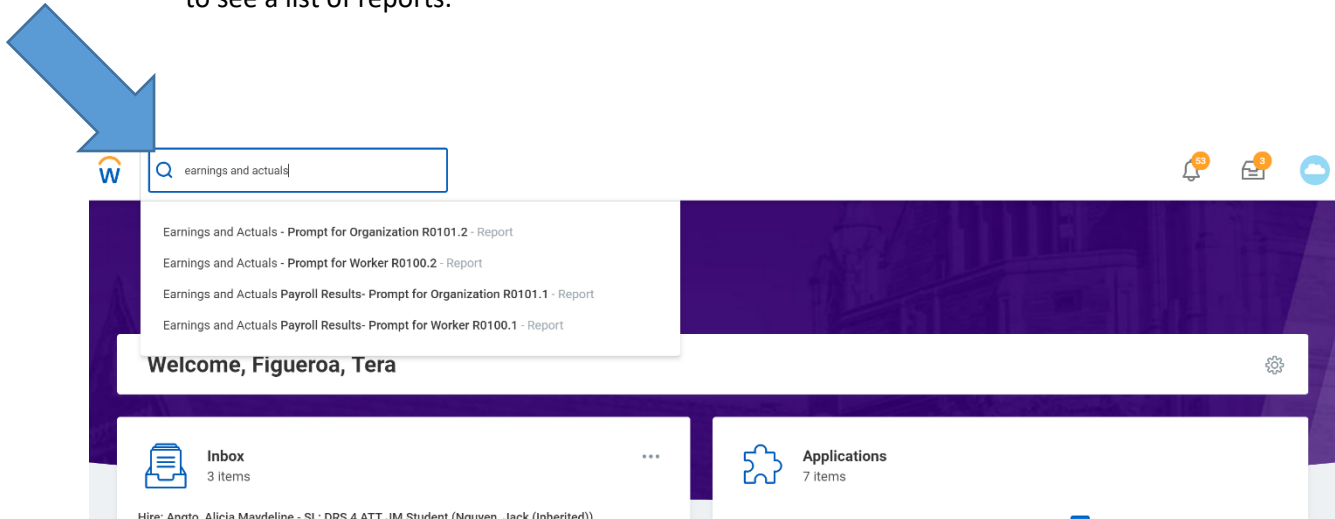 to see a list of reports.
W
earnings and actuals
53
3
Earnings and Actuals - Prompt for Organization R0101.2 - Report
Earnings and Actuals - Prompt for Worker R0100.2 - Report
Earnings and Actuals Payroll Results- Prompt for Organization R0101.1 - Report
Earnings and Actuals Payroll Results- Prompt for Worker R0100.1 - Report
Welcome, Figueroa, Tera
Inbox
3 items
Applications
7 items
Hire: Angto, Alicia Maydeline - SL: DRS 4 ATT JM Student (Nguyen, Jack (Inherited))